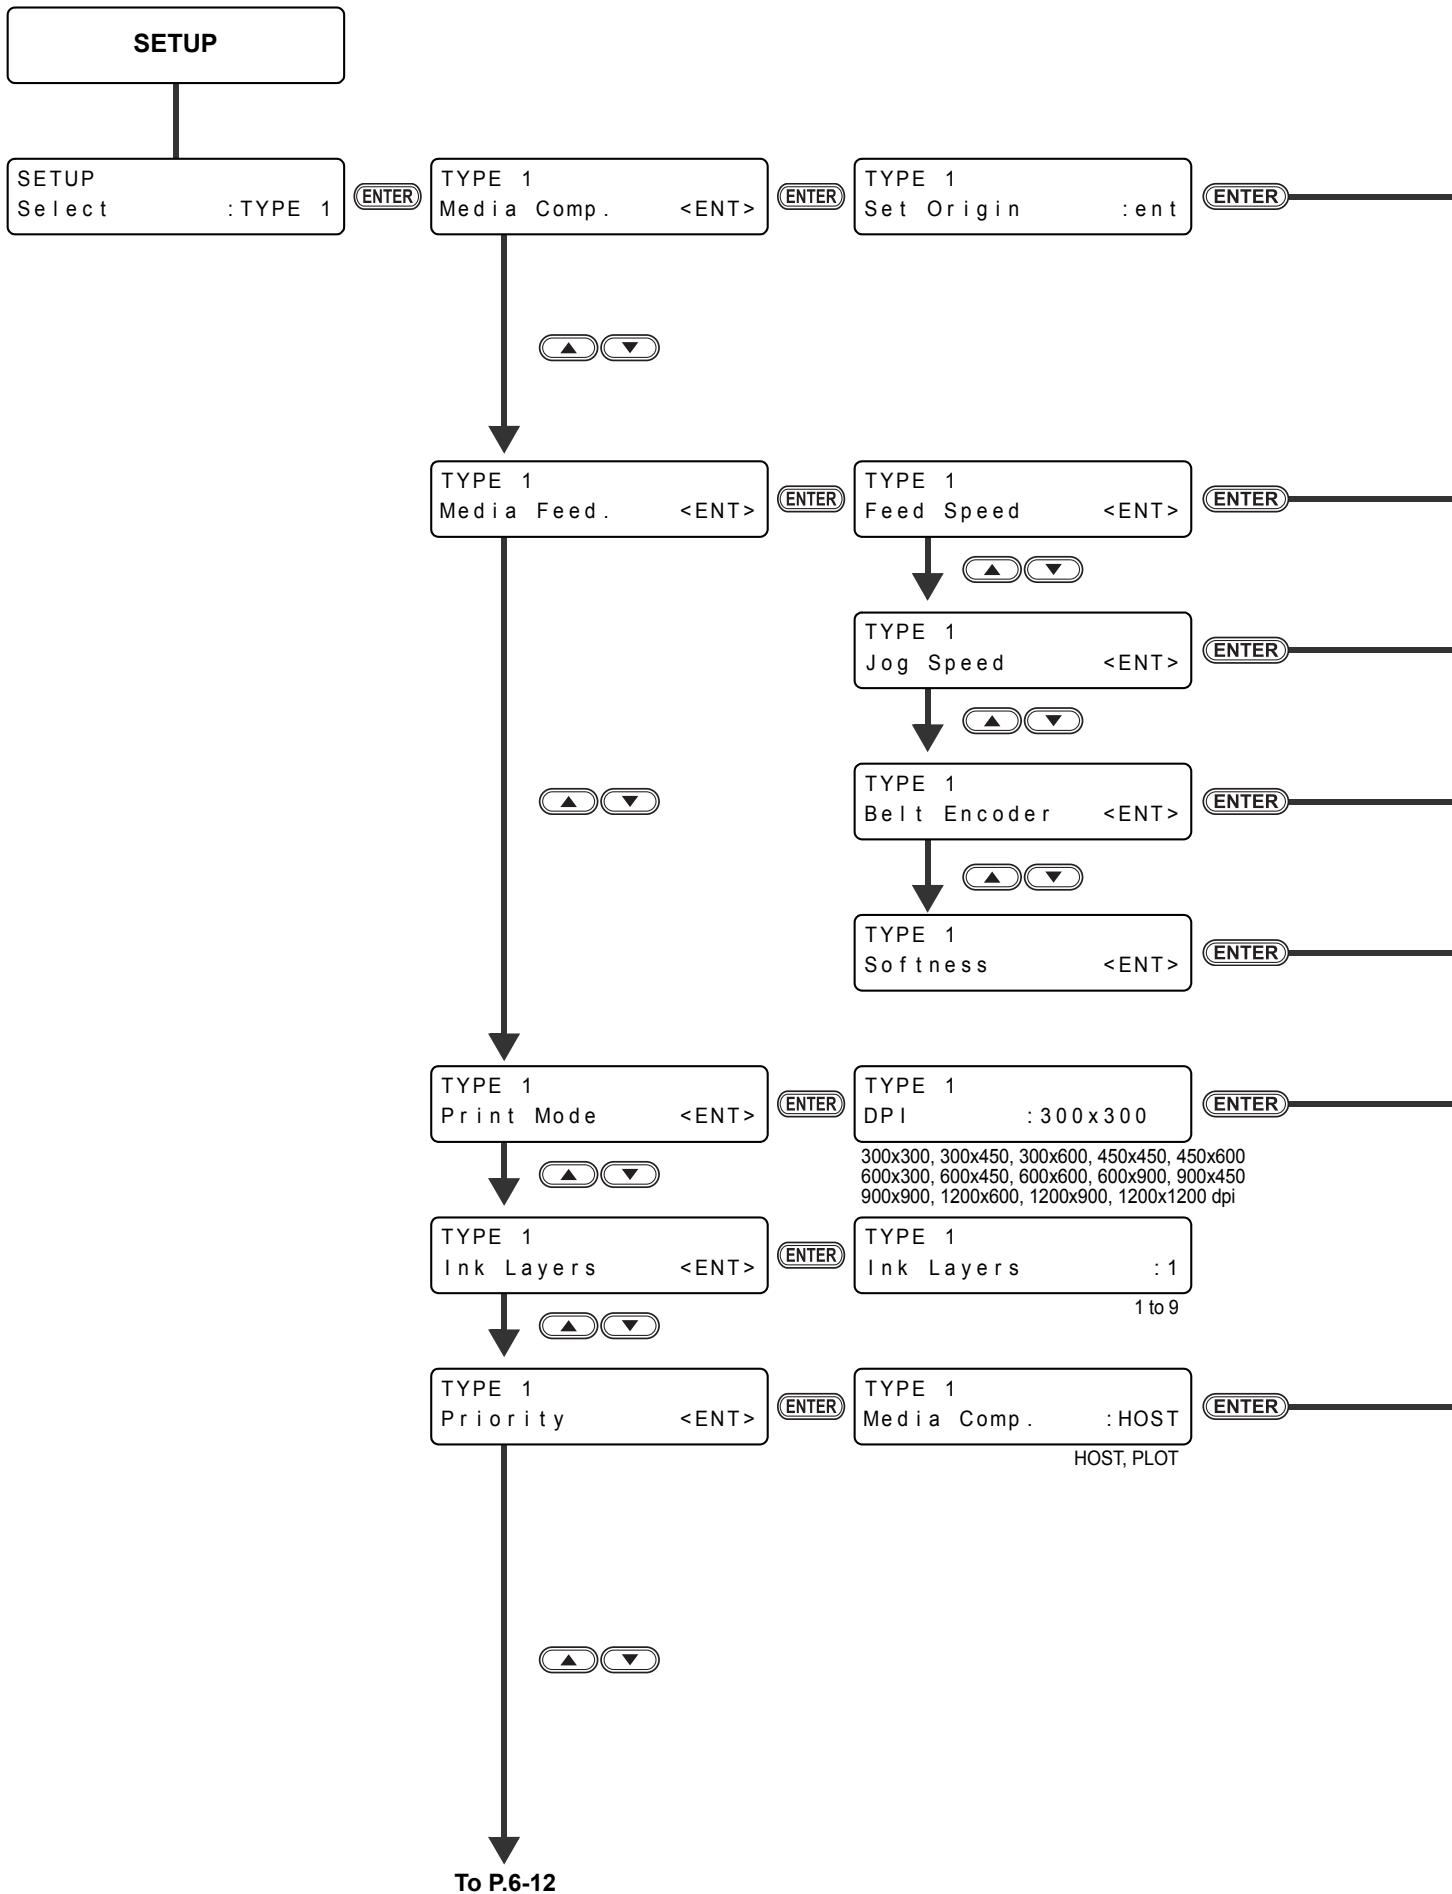 SETUP
SETUP
Select :TYPE 1
ENTER
TYPE 1
Media Comp. <ENT>
ENTER
TYPE 1
Set Origin :ent
ENTER
TYPE 1
Media Feed. <ENT>
ENTER
TYPE 1
Feed Speed <ENT>
ENTER
TYPE 1
Jog Speed <ENT>
ENTER
TYPE 1
Belt Encoder <ENT>
ENTER
TYPE 1
Softness <ENT>
ENTER
TYPE 1
Print Mode <ENT>
ENTER
TYPE 1
DPI :300x300
ENTER
300x300, 300x450, 300x600, 450x450, 450x600
600x300, 600x450, 600x600, 600x900, 900x450
900x900, 1200x600, 1200x900, 1200x1200 dpi
TYPE 1
Ink Layers <ENT>
ENTER
TYPE 1
Ink Layers :1
1 to 9
TYPE 1
Priority <ENT>
ENTER
TYPE 1
Media Comp. :HOST
ENTER
HOST, PLOT
To P.6-12